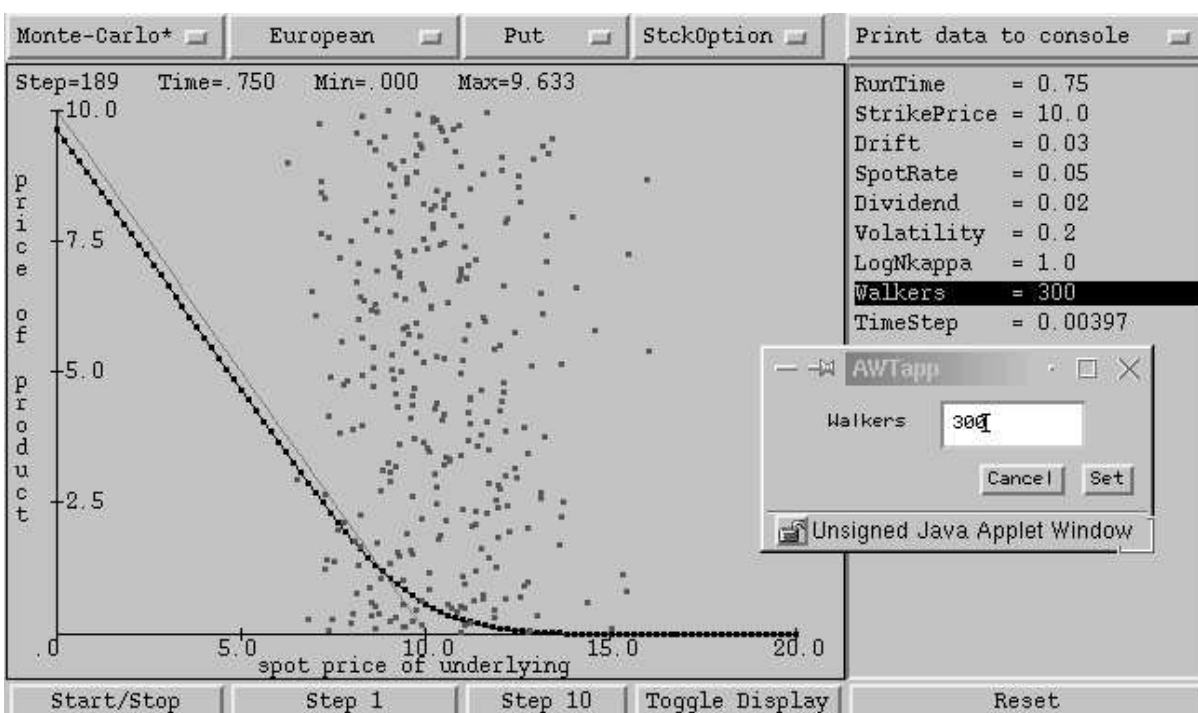 Monte-Carlo* European Put StckOption Print data to console
Step=189 Time=.750 Min=.000 Max=9.633
10.0
7.5
5.0
2.5
price of product
.0 5.0 10.0 15.0 20.0
spot price of underlying
RunTime = 0.75
StrikePrice = 10.0
Drift = 0.03
SpotRate = 0.05
Dividend = 0.02
Volatility = 0.2
LogNkappa = 1.0
Walkers = 300
TimeStep = 0.00397
AWTapp
Walkers 300
Cancel Set
Unsigned Java Applet Window
Start/Stop Step 1 Step 10 Toggle Display Reset